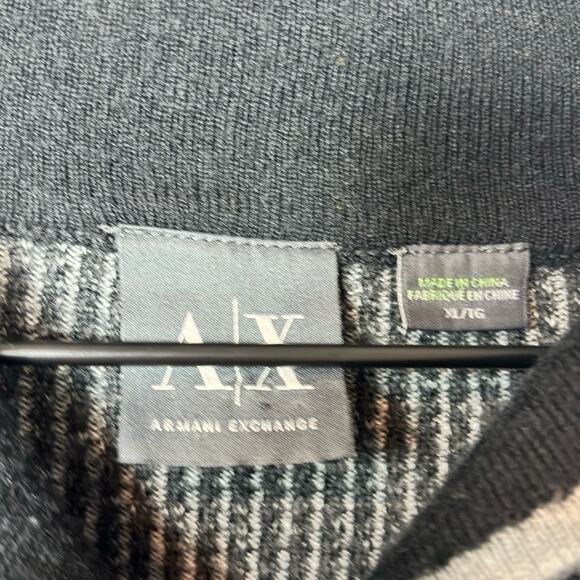 A|X
ARMANI EXCHANGE
MADE IN CHINA
FABRIQUÉ EN CHINE
XL/TG